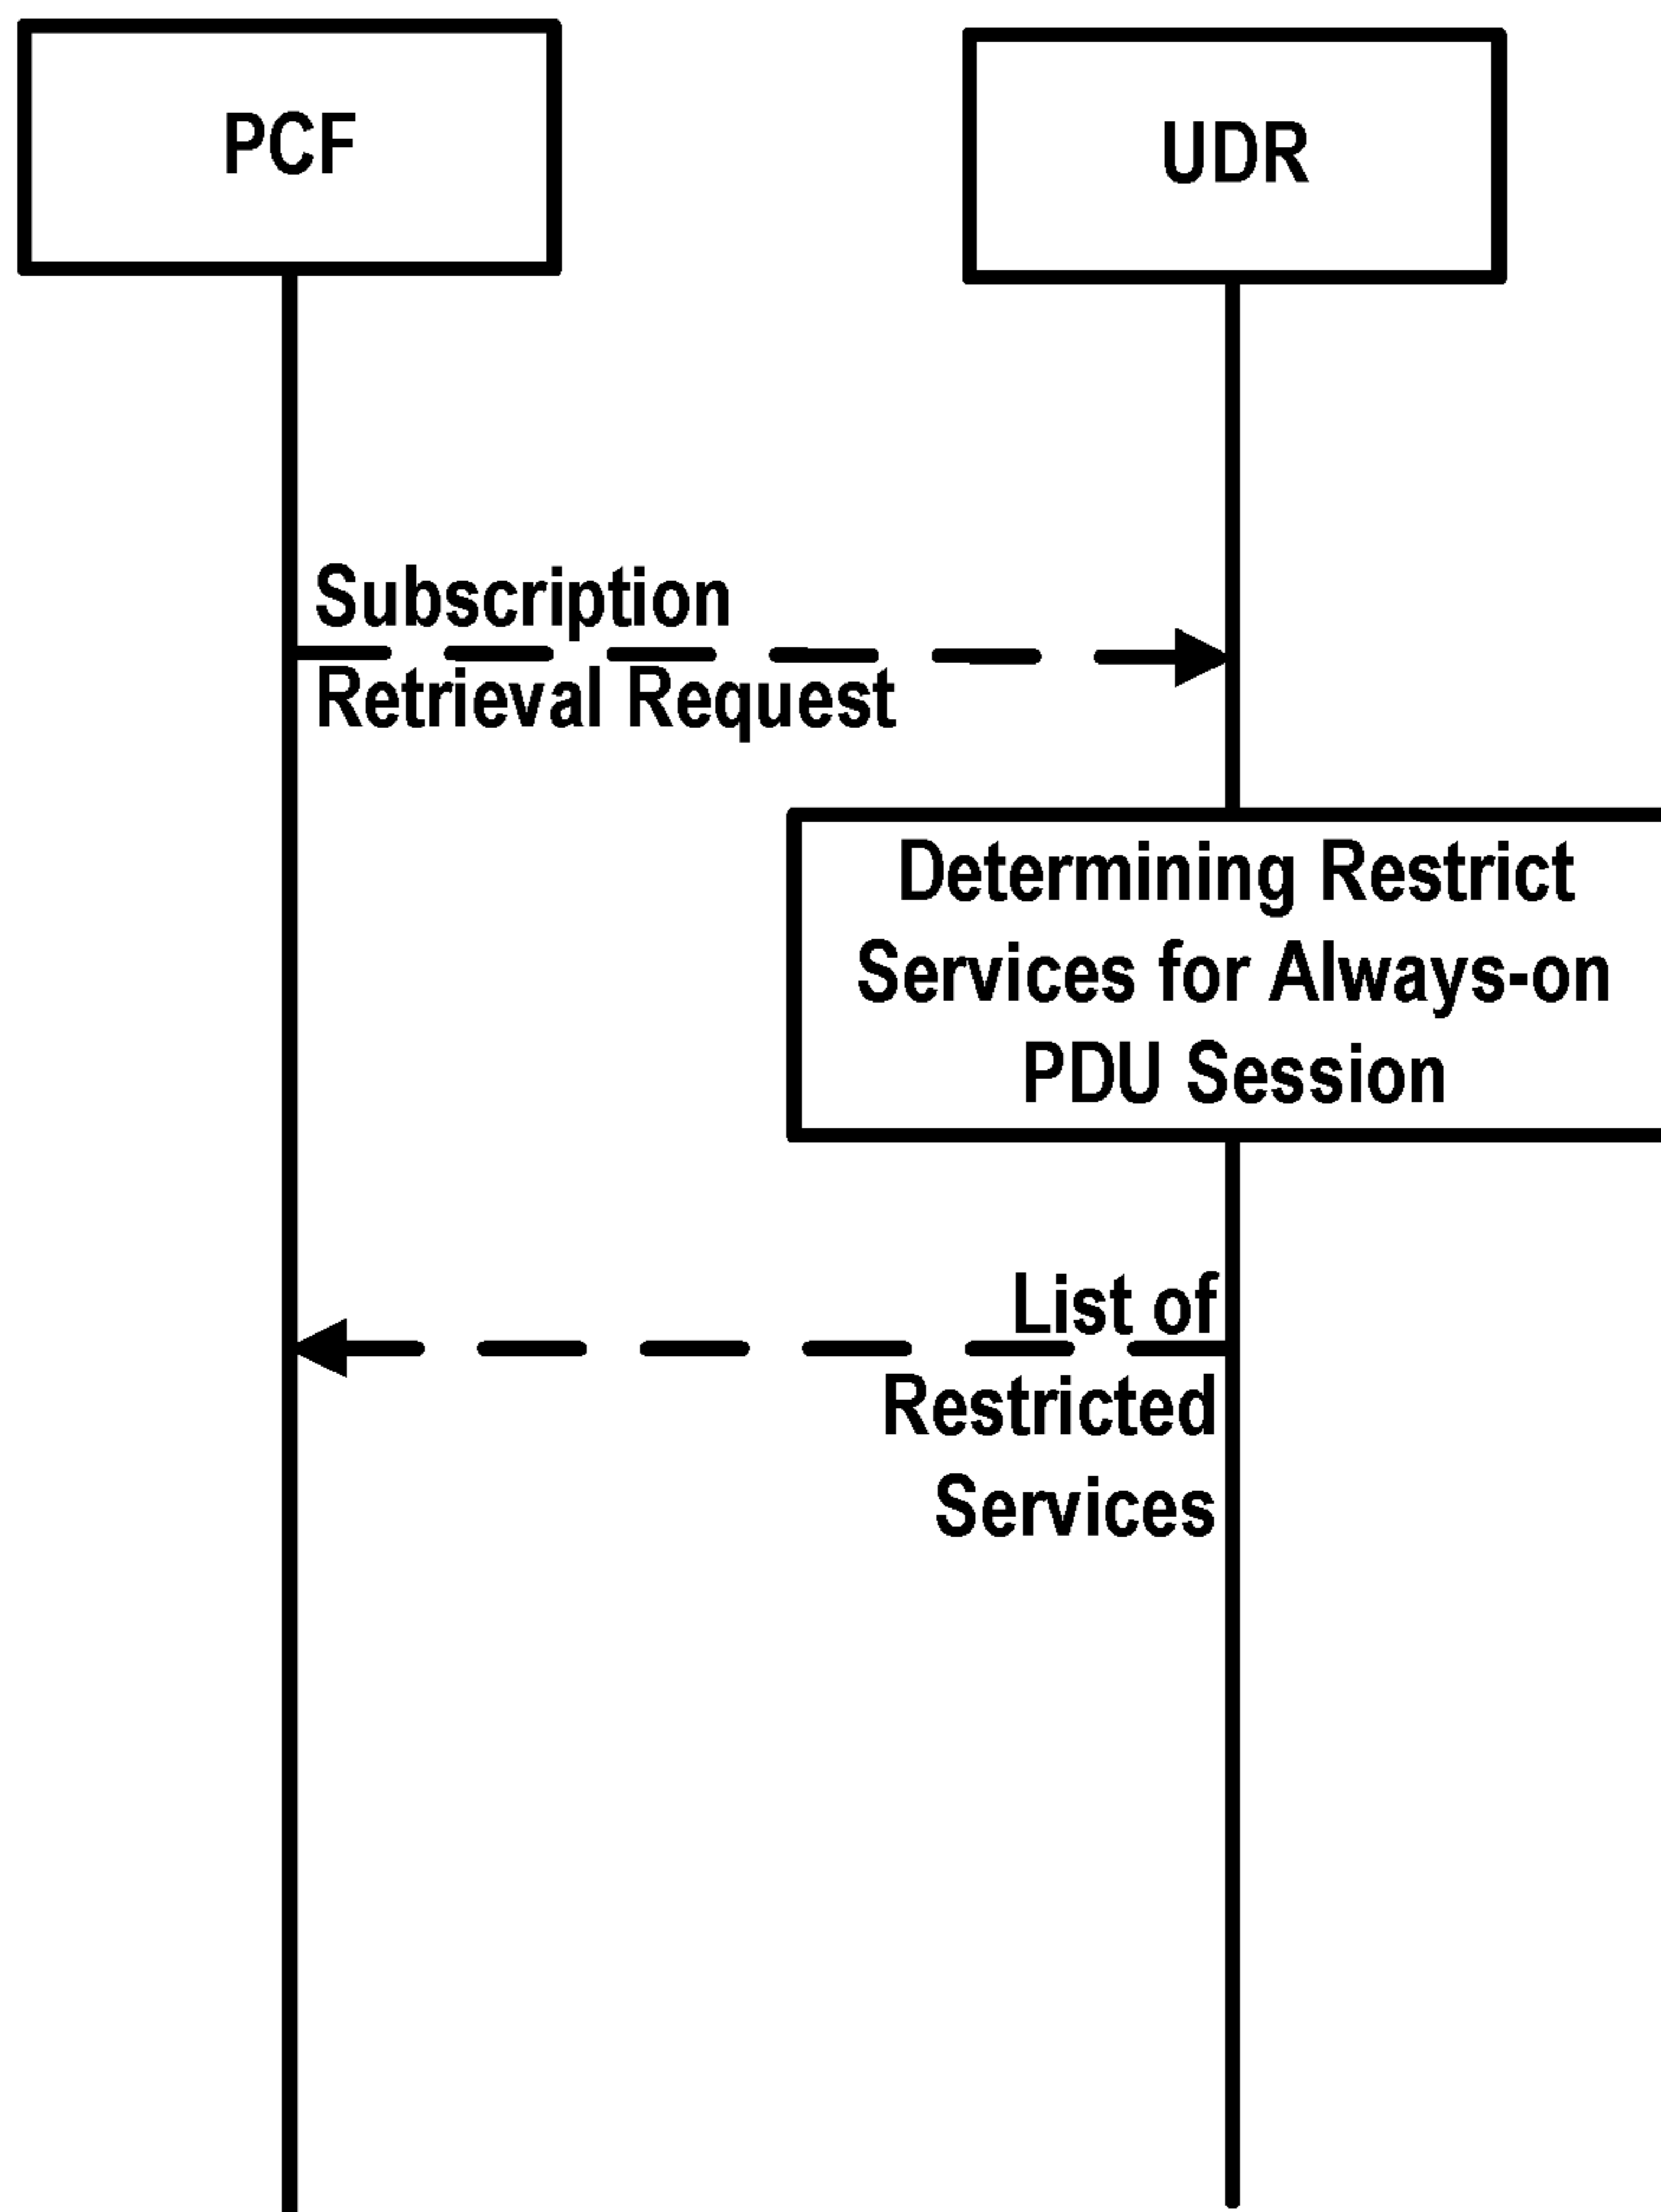 PCF
UDR
Subscription
Retrieval Request
Determining Restrict
Services for Always-on
PDU Session
List of
Restricted
Services